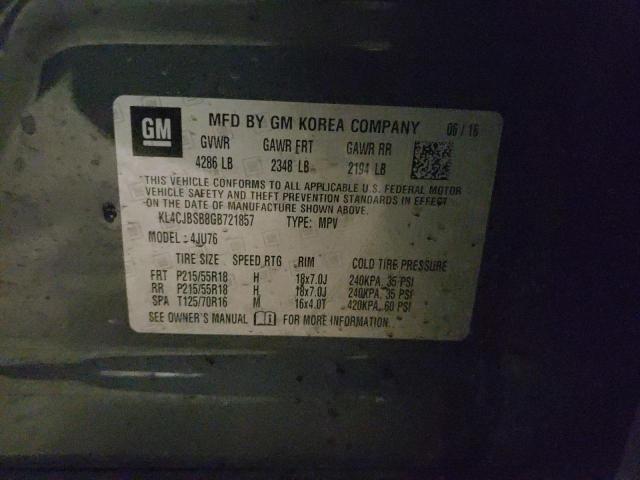 GM
MFD BY GM KOREA COMPANY 06 / 16
GVWR GAWR FRT GAWR RR
4286 LB 2348 LB 2194 LB
THIS VEHICLE CONFORMS TO ALL APPLICABLE U.S. FEDERAL MOTOR
VEHICLE SAFETY AND THEFT PREVENTION STANDARDS IN EFFECT
ON THE DATE OF MANUFACTURE SHOWN ABOVE.
KL4CJBSB8GB721857 TYPE: MPV
MODEL: 4JU76
TIRE SIZE SPEED RTG RIM COLD TIRE PRESSURE
FRT P215/55R18 H 18x7.0J 240KPA, 35 PSI
RR P215/55R18 H 18x7.0J 240KPA, 35 PSI
SPA T125/70R16 M 16x4.0T 420KPA, 60 PSI
SEE OWNER'S MANUAL FOR MORE INFORMATION.